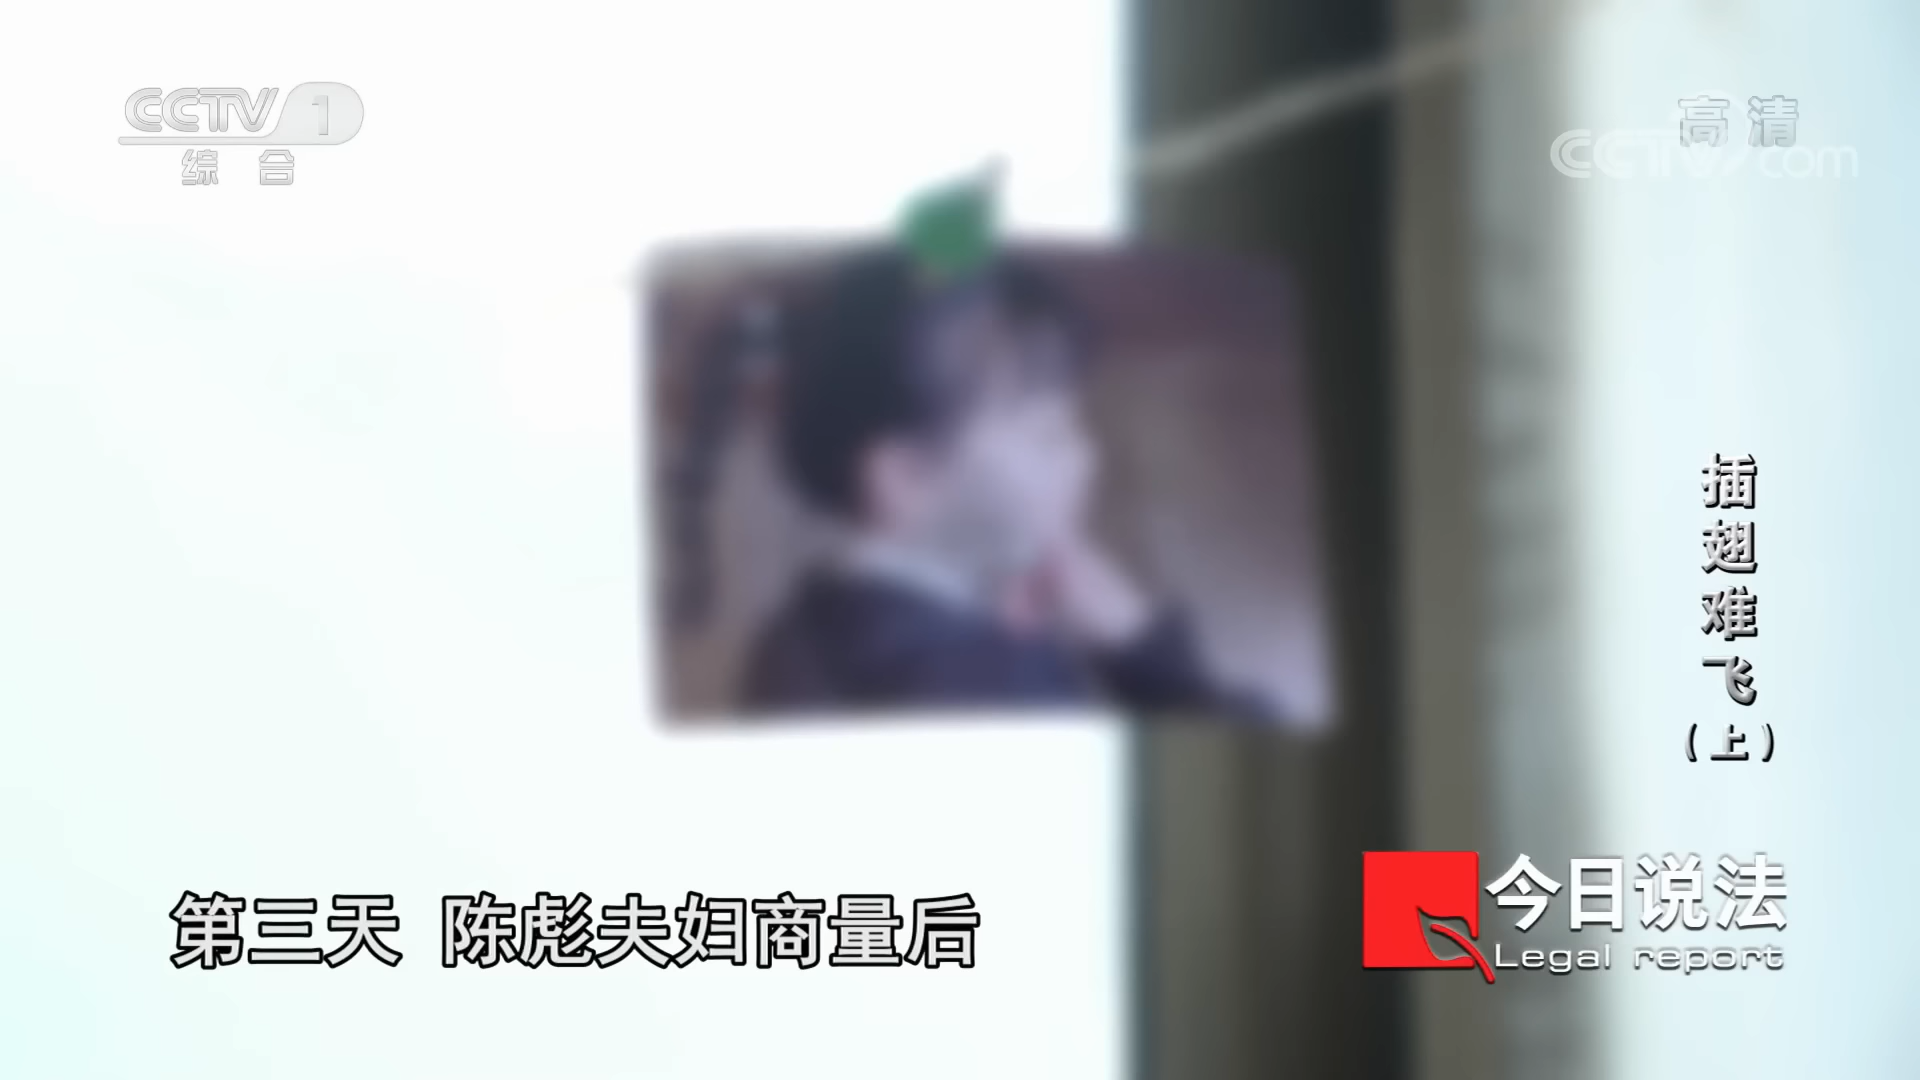 CCTV 1
综合
高清
CCTV.com
插翅难飞
（上）
第三天 陈彪夫妇商量后
今日说法
Legal report